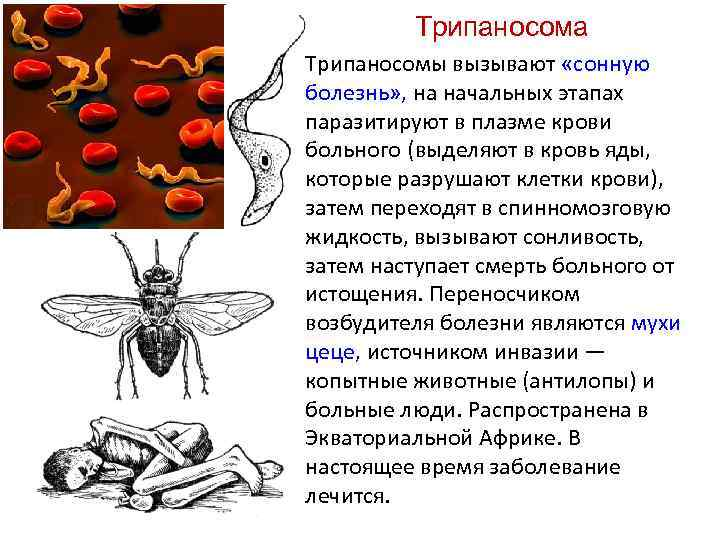 Трипаносома
Трипаносомы вызывают «сонную
болезнь», на начальных этапах
паразитируют в плазме крови
больного (выделяют в кровь яды,
которые разрушают клетки крови),
затем переходят в спинномозговую
жидкость, вызывают сонливость,
затем наступает смерть больного от
истощения. Переносчиком
возбудителя болезни являются мухи
цеце, источником инвазии —
копытные животные (антилопы) и
больные люди. Распространена в
Экваториальной Африке. В
настоящее время заболевание
лечится.